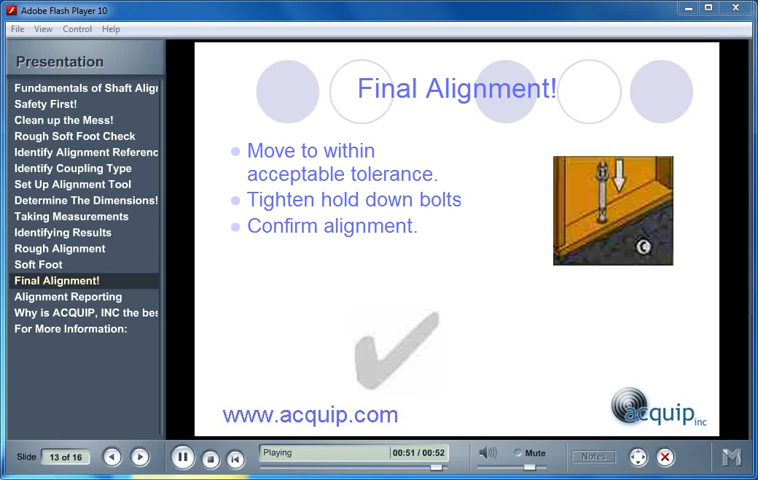 Adobe Flash Player 10
File View Control Help
Presentation
Fundamentals of Shaft Align
Safety First!
Clean up the Mess!
Rough Soft Foot Check
Identify Alignment Referenc
Identify Coupling Type
Set Up Alignment Tool
Determine The Dimensions!
Taking Measurements
Identifying Results
Rough Alignment
Soft Foot
Final Alignment!
Alignment Reporting
Why is ACQUIP, INC the bes
For More Information:
Final Alignment!
Move to within
acceptable tolerance.
Tighten hold down bolts
Confirm alignment.
C
www.acquip.com
acquip inc
Slide 13 of 16
Playing 00:51 / 00:52
Mute
Notes